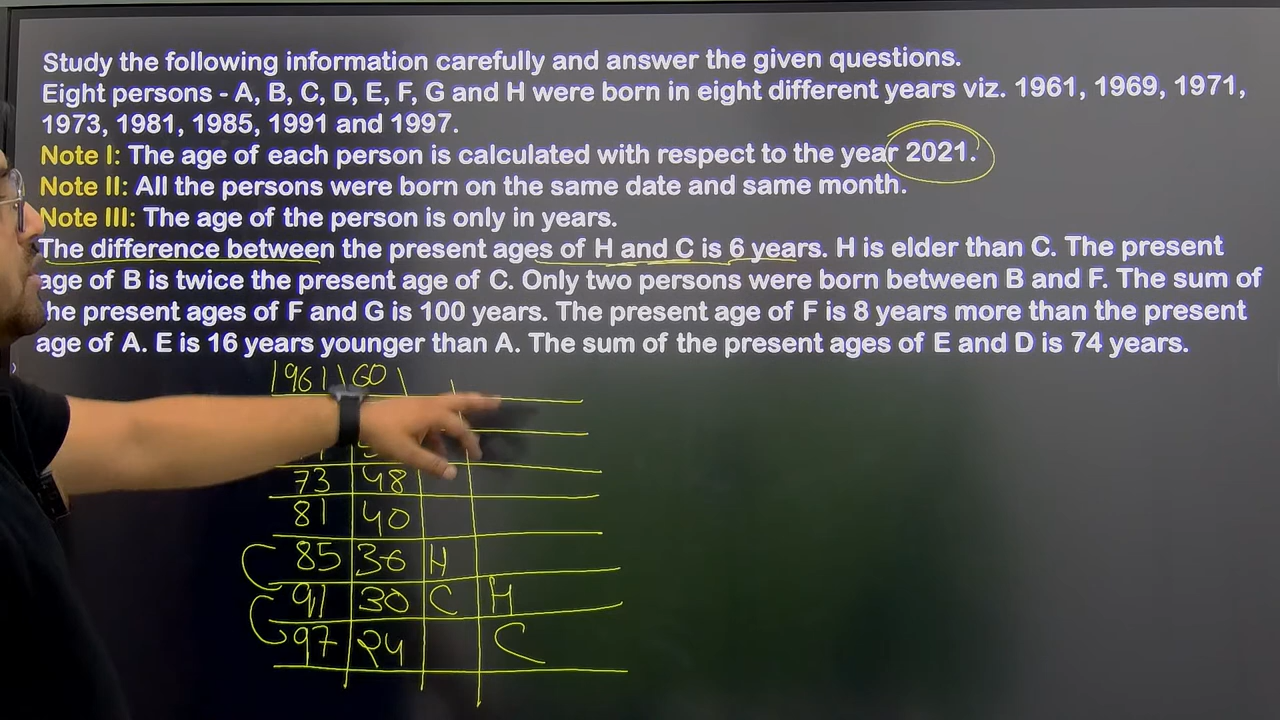 Study the following information carefully and answer the given questions.
Eight persons - A, B, C, D, E, F, G and H were born in eight different years viz. 1961, 1969, 1971,
1973, 1981, 1985, 1991 and 1997.
Note I: The age of each person is calculated with respect to the year 2021.
Note II: All the persons were born on the same date and same month.
Note III: The age of the person is only in years.
The difference between the present ages of H and C is 6 years. H is elder than C. The present
age of B is twice the present age of C. Only two persons were born between B and F. The sum of
he present ages of F and G is 100 years. The present age of F is 8 years more than the present
age of A. E is 16 years younger than A. The sum of the present ages of E and D is 74 years.
1961 60
73 48
81 40
85 36 H
91 30 C H
97 24 C